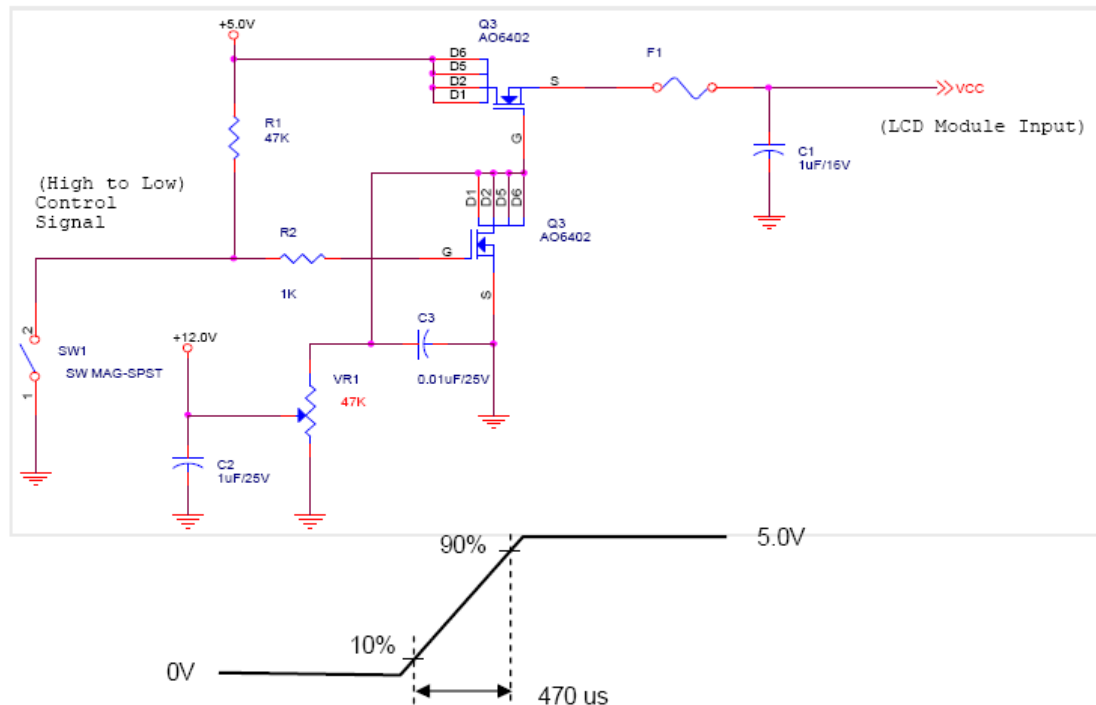 +5.0V
Q3
AO6402
D6
D5
D2
D1
S
G
F1
VCC
(LCD Module Input)
R1
47K
C1
1uF/16V
(High to Low)
Control
Signal
D1
D2
D5
D6
Q3
AO6402
R2
1K
G
S
2
SW1
SW MAG-SPST
1
+12.0V
C3
0.01uF/25V
VR1
47K
C2
1uF/25V
90%
5.0V
10%
0V
470 us